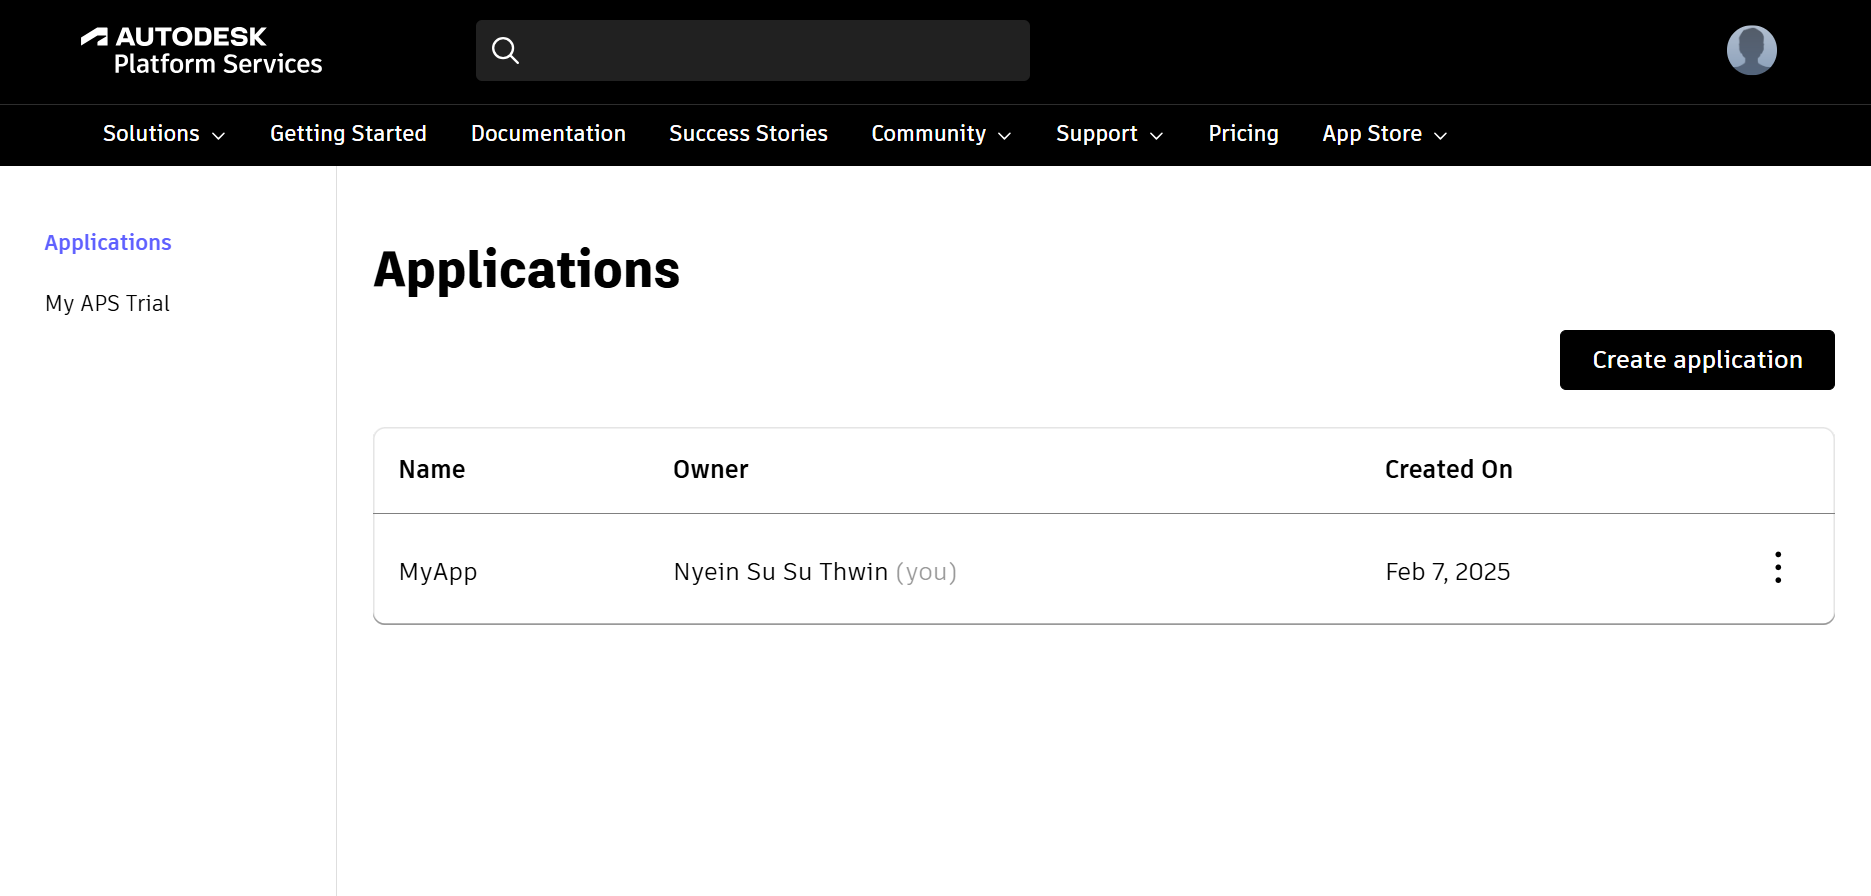 AUTODESK
Platform Services
Solutions Getting Started Documentation Success Stories Community Support Pricing App Store
Applications
My APS Trial
Applications
Create application
Name Owner Created On
MyApp Nyein Su Su Thwin (you) Feb 7, 2025